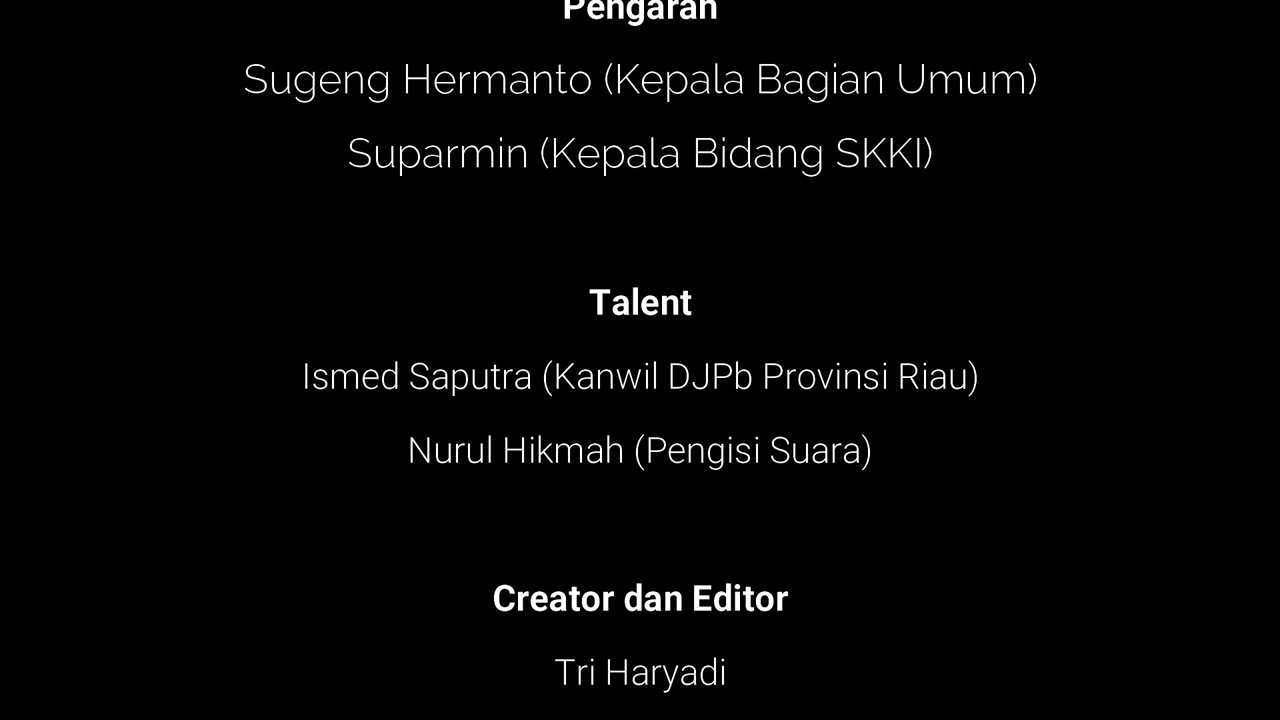 Pengarah
Sugeng Hermanto (Kepala Bagian Umum)
Suparmin (Kepala Bidang SKKI)
Talent
Ismed Saputra (Kanwil DJPb Provinsi Riau)
Nurul Hikmah (Pengisi Suara)
Creator dan Editor
Tri Haryadi